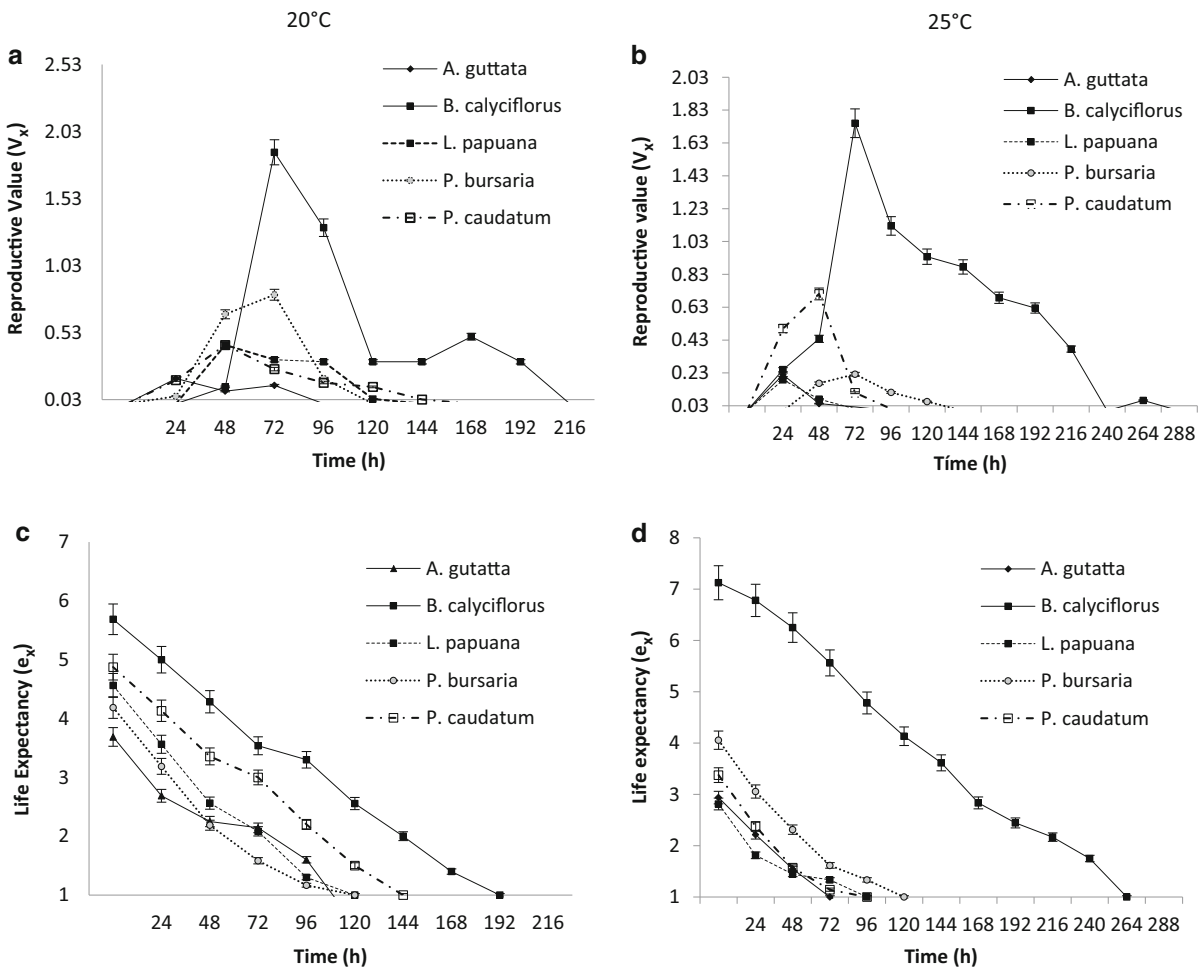 20°C
25°C
a
2.53
2.03
1.53
1.03
0.53
0.03
Reproductive Value (Vx)
A. guttata
B. calyciflorus
L. papuana
P. bursaria
P. caudatum
24 48 72 96 120 144 168 192 216
Time (h)
b
2.03
1.83
1.63
1.43
1.23
1.03
0.83
0.63
0.43
0.23
0.03
Reproductive value (Vx)
A. guttata
B. calyciflorus
L. papuana
P. bursaria
P. caudatum
24 48 72 96 120 144 168 192 216 240 264 288
Tíme (h)
c
7
6
5
4
3
2
1
Life Expectancy (ex)
A. gutatta
B. calyciflorus
L. papuana
P. bursaria
P. caudatum
24 48 72 96 120 144 168 192 216
Time (h)
d
8
7
6
5
4
3
2
1
Life expectancy (ex)
A. gutatta
B. calyciflorus
L. papuana
P. bursaria
P. caudatum
24 48 72 96 120 144 168 192 216 240 264 288
Time (h)